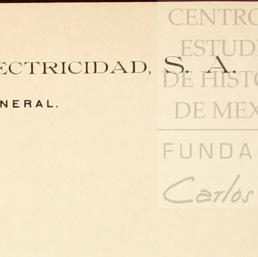 ECTRICIDAD, S. A.
NERAL.
CENTRO
ESTUD
DE HISTO
DE MEX
FUNDA
Carlos